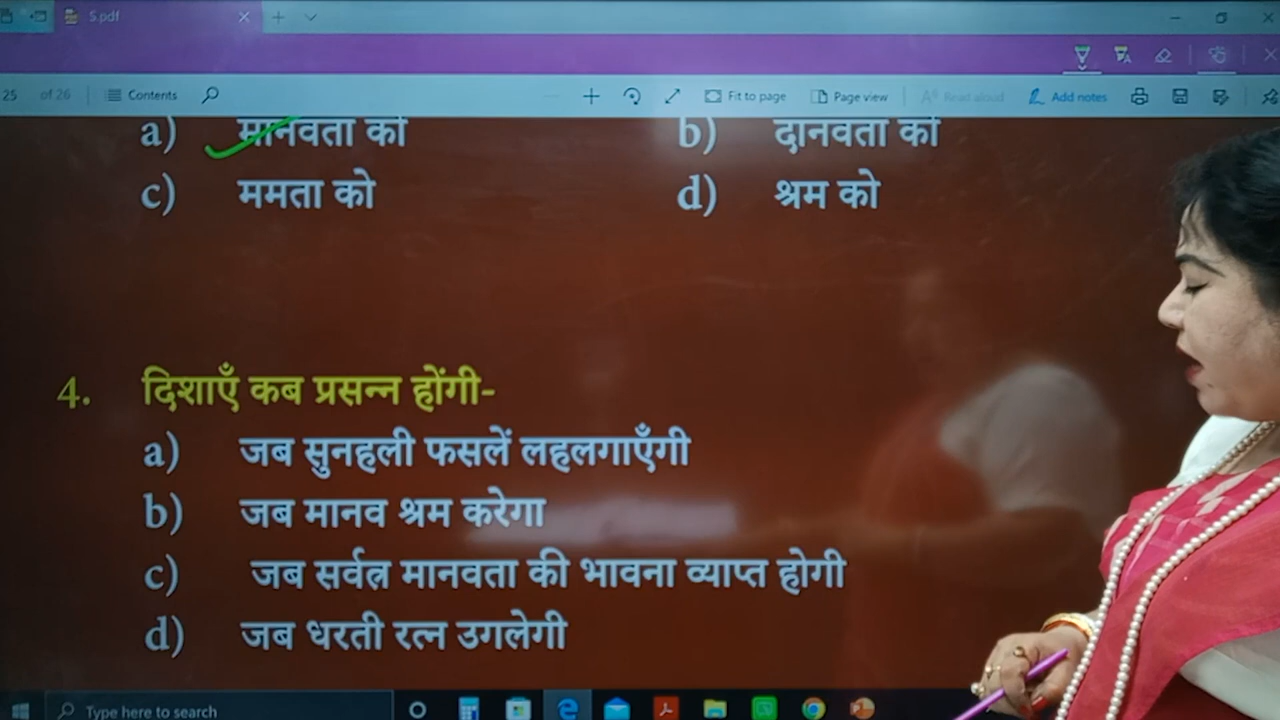 S.pdf
25 of 26 Contents Fit to page Page view Read aloud Add notes
a) मानवता को b) दानवता को
c) ममता को d) श्रम को
4. दिशाएँ कब प्रसन्न होंगी-
a) जब सुनहली फसलें लहलगाएँगी
b) जब मानव श्रम करेगा
c) जब सर्वत्र मानवता की भावना व्याप्त होगी
d) जब धरती रत्न उगलेगी
Type here to search